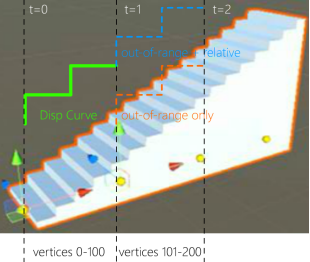 t=0 t=1 t=2
out-of-range relative
Disp Curve out-of-range only
vertices 0-100 vertices 101-200